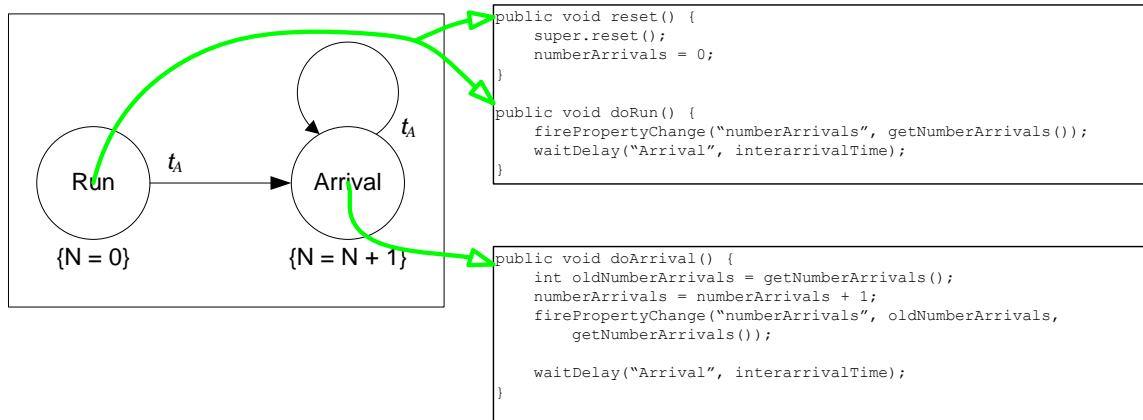 public void reset() {
super.reset();
numberArrivals = 0;
}
public void doRun() {
firePropertyChange(“numberArrivals”, getNumberArrivals());
waitDelay(“Arrival”, interarrivalTime);
}
Run
tA
Arrival
tA
{N = 0}
{N = N + 1}
public void doArrival() {
int oldNumberArrivals = getNumberArrivals();
numberArrivals = numberArrivals + 1;
firePropertyChange(“numberArrivals”, oldNumberArrivals,
getNumberArrivals());
waitDelay(“Arrival”, interarrivalTime);
}